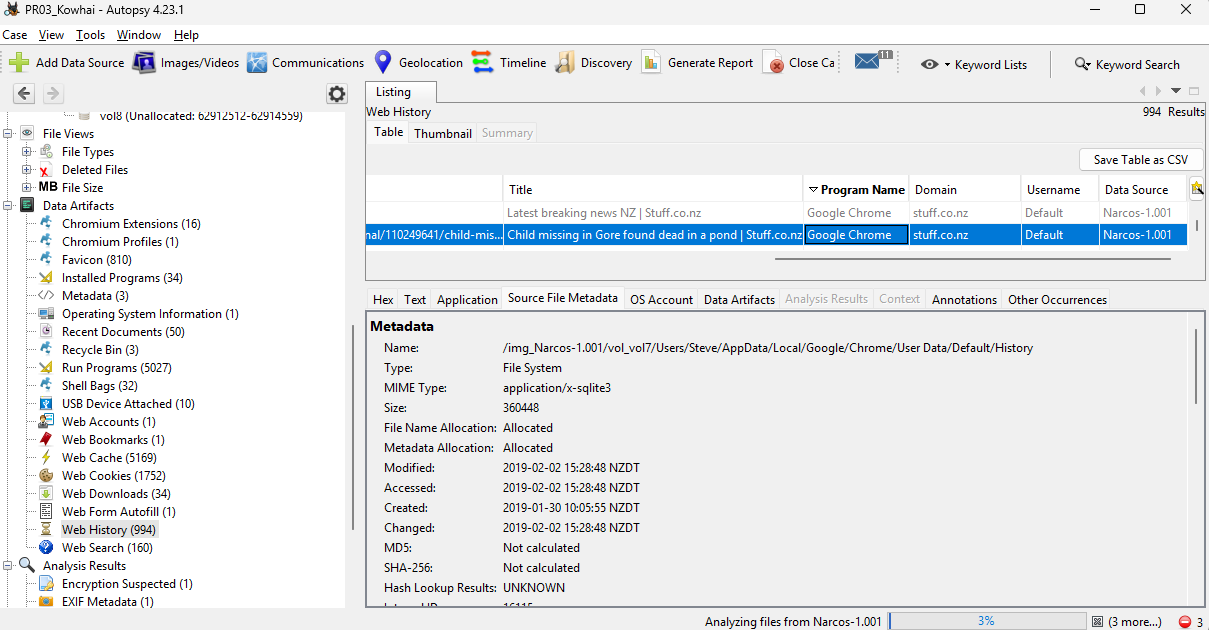 PR03_Kowhai - Autopsy 4.23.1
Case View Tools Window Help
Add Data Source Images/Videos Communications Geolocation Timeline Discovery Generate Report Close Ca 11 Keyword Lists Keyword Search
vol8 (Unallocated: 62912512-62914559)
File Views
File Types
Deleted Files
MB File Size
Data Artifacts
Chromium Extensions (16)
Chromium Profiles (1)
Favicon (810)
Installed Programs (34)
Metadata (3)
Operating System Information (1)
Recent Documents (50)
Recycle Bin (3)
Run Programs (5027)
Shell Bags (32)
USB Device Attached (10)
Web Accounts (1)
Web Bookmarks (1)
Web Cache (5169)
Web Cookies (1752)
Web Downloads (34)
Web Form Autofill (1)
Web History (994)
Web Search (160)
Analysis Results
Encryption Suspected (1)
EXIF Metadata (1)
Listing
Web History 994 Results
Table Thumbnail Summary
Save Table as CSV
Title Program Name Domain Username Data Source
Latest breaking news NZ | Stuff.co.nz Google Chrome stuff.co.nz Default Narcos-1.001
nal/110249641/child-mis... Child missing in Gore found dead in a pond | Stuff.co.nz Google Chrome stuff.co.nz Default Narcos-1.001
Hex Text Application Source File Metadata OS Account Data Artifacts Analysis Results Context Annotations Other Occurrences
Metadata
Name: /img_Narcos-1.001/vol_vol7/Users/Steve/AppData/Local/Google/Chrome/User Data/Default/History
Type: File System
MIME Type: application/x-sqlite3
Size: 360448
File Name Allocation: Allocated
Metadata Allocation: Allocated
Modified: 2019-02-02 15:28:48 NZDT
Accessed: 2019-02-02 15:28:48 NZDT
Created: 2019-01-30 10:05:55 NZDT
Changed: 2019-02-02 15:28:48 NZDT
MD5: Not calculated
SHA-256: Not calculated
Hash Lookup Results: UNKNOWN
Analyzing files from Narcos-1.001 3% (3 more...) 3